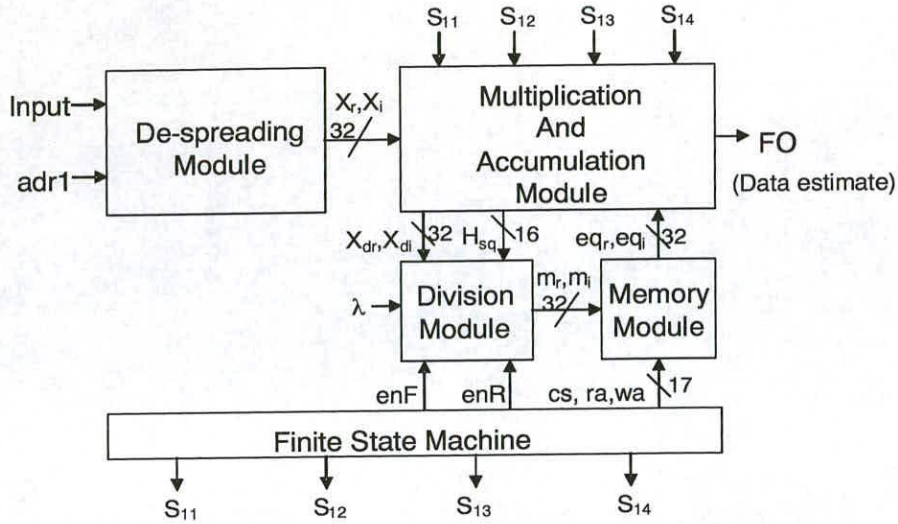 S11 S12 S13 S14
Input
adr1
De-spreading
Module
Xr,Xi
32
Multiplication
And
Accumulation
Module
FO
(Data estimate)
Xdr,Xdi 32 Hsq 16 eqr,eqi 32
λ
Division
Module
mr,mi
32
Memory
Module
enF enR cs, ra,wa 17
Finite State Machine
S11 S12 S13 S14